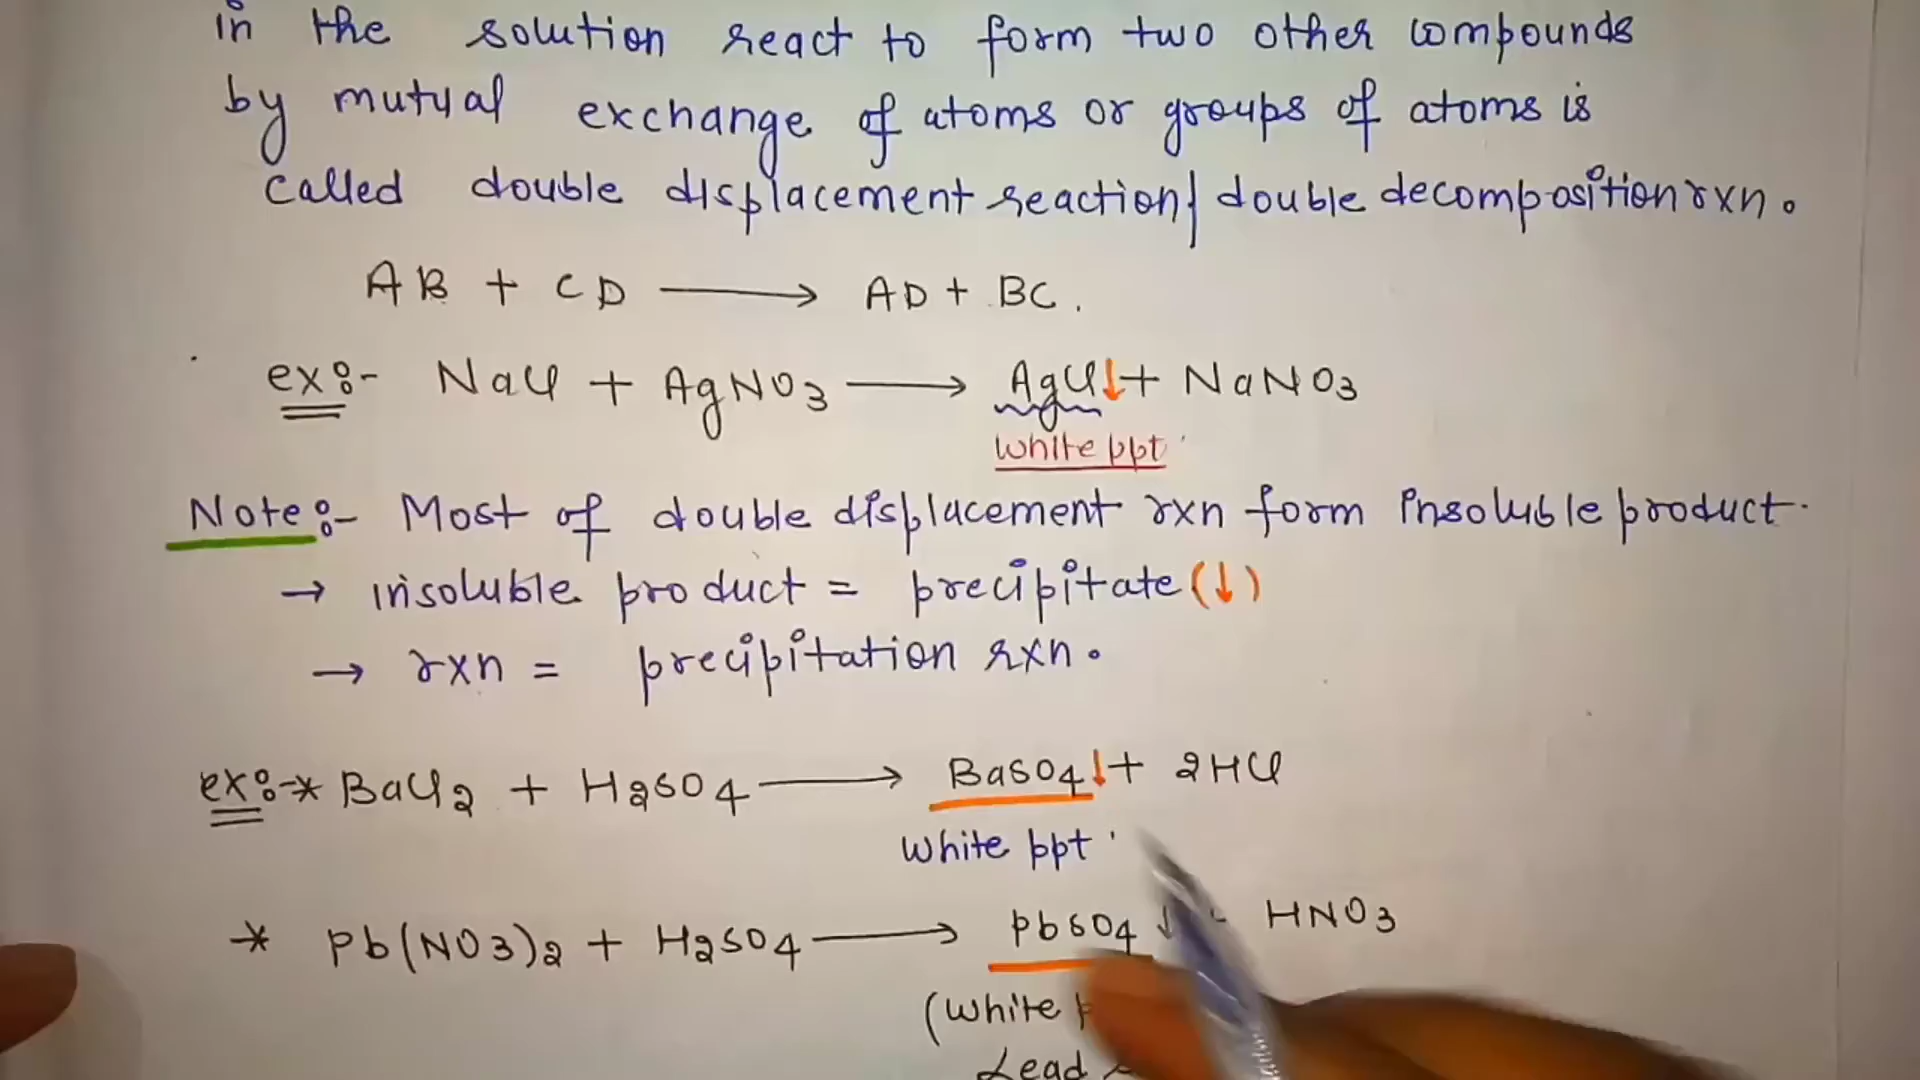 in the solution react to form two other compounds
by mutual exchange of atoms or groups of atoms is
called double displacement reaction/double decomposition rxn.
AB + CD ⟶ AD + BC.
ex:- NaCl + AgNO3 ⟶ AgCl↓ + NaNO3
white ppt
Note:- Most of double displacement rxn form insoluble product.
→ insoluble product = precipitate (↓)
→ rxn = precipitation rxn.
ex:-* BaCl2 + H2SO4 ⟶ BaSO4↓ + 2HCl
white ppt
* Pb(NO3)2 + H2SO4 ⟶ PbSO4 ↓ HNO3
(white
Lead